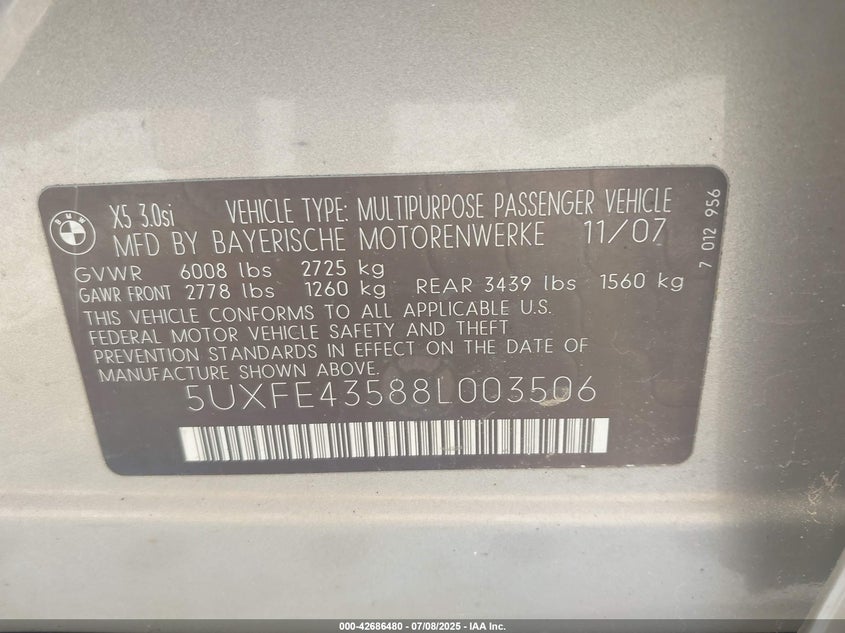 BMW
X5 3.0si VEHICLE TYPE: MULTIPURPOSE PASSENGER VEHICLE
MFD BY BAYERISCHE MOTORENWERKE 11/07
GVWR 6008 lbs 2725 kg
GAWR FRONT 2778 lbs 1260 kg REAR 3439 lbs 1560 kg
THIS VEHICLE CONFORMS TO ALL APPLICABLE U.S.
FEDERAL MOTOR VEHICLE SAFETY AND THEFT
PREVENTION STANDARDS IN EFFECT ON THE DATE OF
MANUFACTURE SHOWN ABOVE.
5UXFE43588L003506
7 012 956
000-42686480 - 07/08/2025 - IAA Inc.